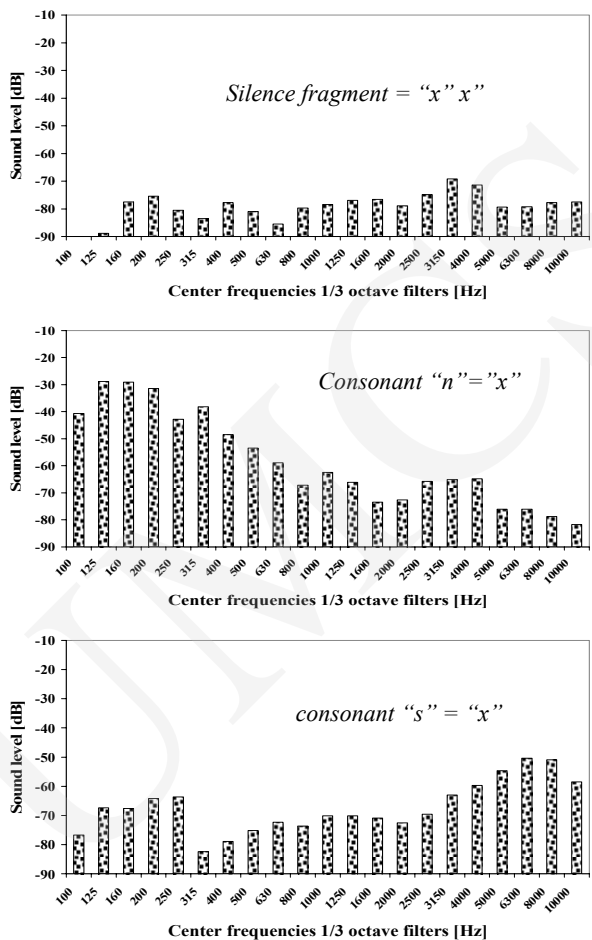 -10
-20
-30
-40
-50
-60
-70
-80
-90
Sound level [dB]
Silence fragment = “x” x”
100 125 160 200 250 315 400 500 630 800 1000 1250 1600 2000 2500 3150 4000 5000 6300 8000 10000
Center frequencies 1/3 octave filters [Hz]
-10
-20
-30
-40
-50
-60
-70
-80
-90
Sound level [dB]
Consonant “n”=”x”
100 125 160 200 250 315 400 500 630 800 1000 1250 1600 2000 2500 3150 4000 5000 6300 8000 10000
Center frequencies 1/3 octave filters [Hz]
-10
-20
-30
-40
-50
-60
-70
-80
-90
Sound level [dB]
consonant “s” = “x”
100 125 160 200 250 315 400 500 630 800 1000 1250 1600 2000 2500 3150 4000 5000 6300 8000 10000
Center frequencies 1/3 octave filters [Hz]
UMCS